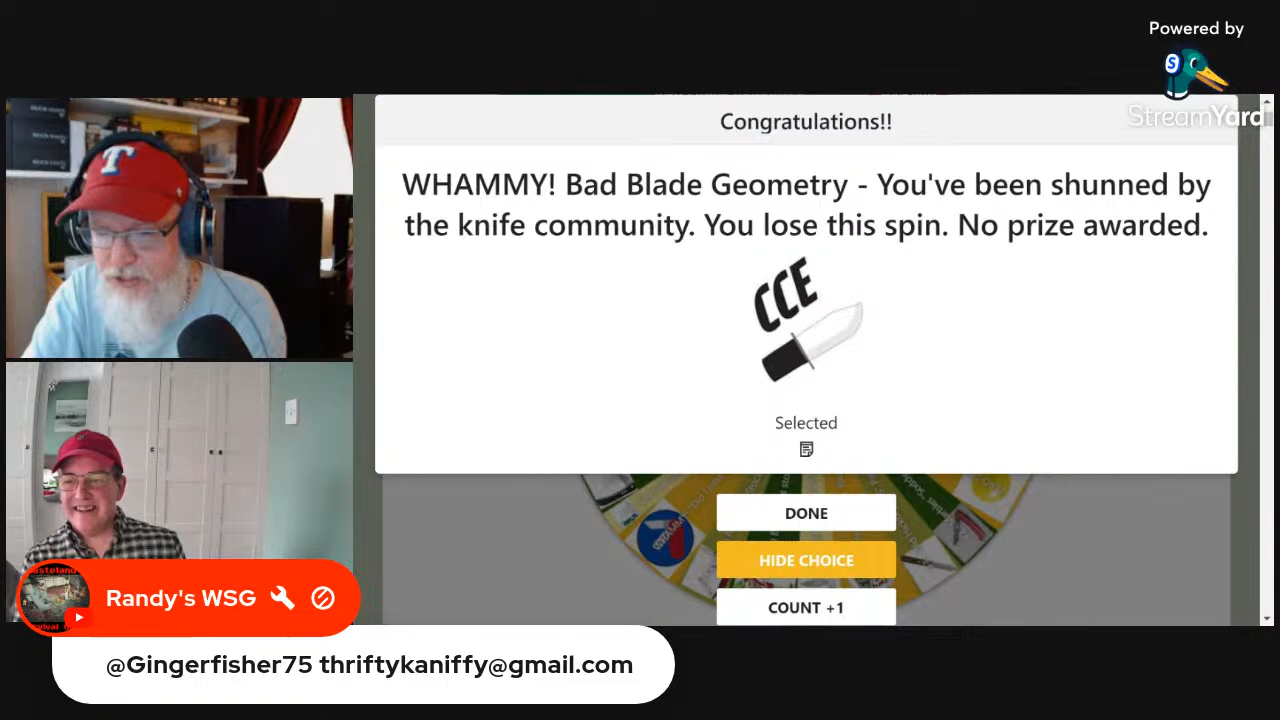 Powered by
StreamYard
Congratulations!!
WHAMMY! Bad Blade Geometry - You've been shunned by
the knife community. You lose this spin. No prize awarded.
CCE
Selected
DONE
HIDE CHOICE
COUNT +1
T
Randy's WSG
@Gingerfisher75 thriftykaniffy@gmail.com